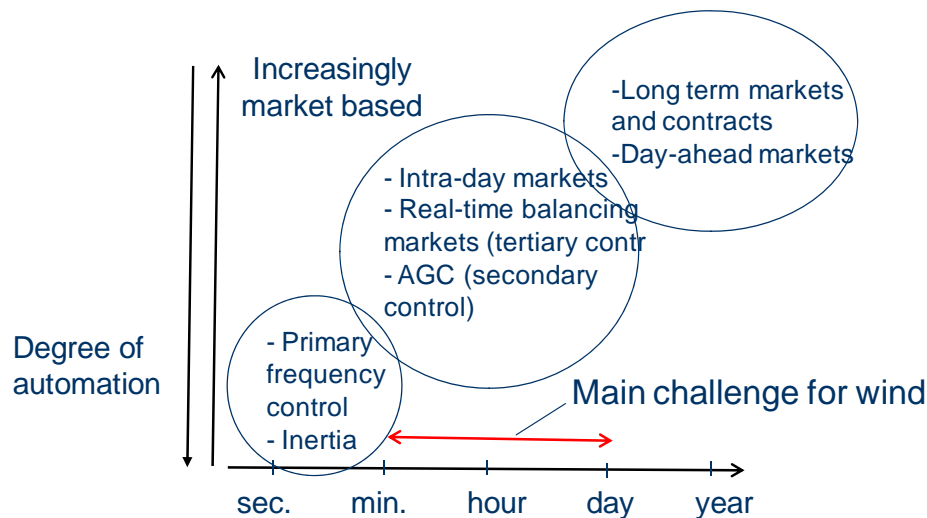 Increasingly
market based
-Long term markets
and contracts
-Day-ahead markets
- Intra-day markets
- Real-time balancing
markets (tertiary contr
- AGC (secondary
control)
Degree of
automation
- Primary
frequency
control
- Inertia
Main challenge for wind
sec.
min.
hour
day
year